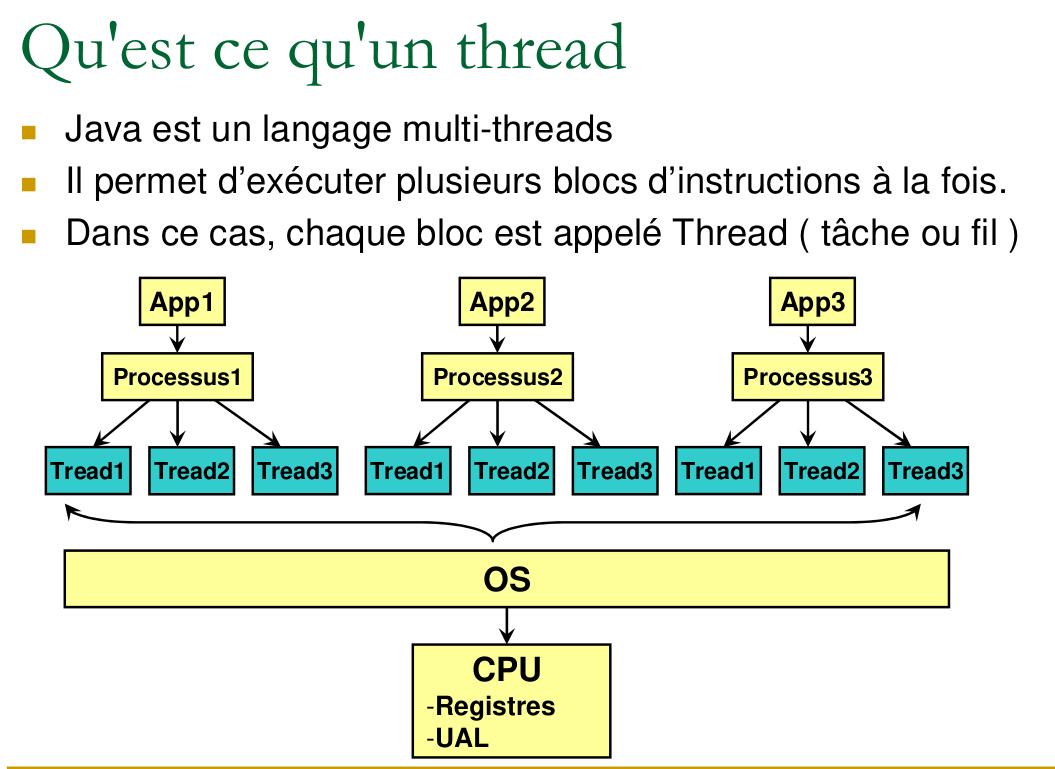 Qu'est ce qu'un thread
Java est un langage multi-threads
Il permet d’exécuter plusieurs blocs d’instructions à la fois.
Dans ce cas, chaque bloc est appelé Thread ( tâche ou fil )
App1 App2 App3
Processus1 Processus2 Processus3
Tread1 Tread2 Tread3 Tread1 Tread2 Tread3 Tread1 Tread2 Tread3
OS
CPU
-Registres
-UAL